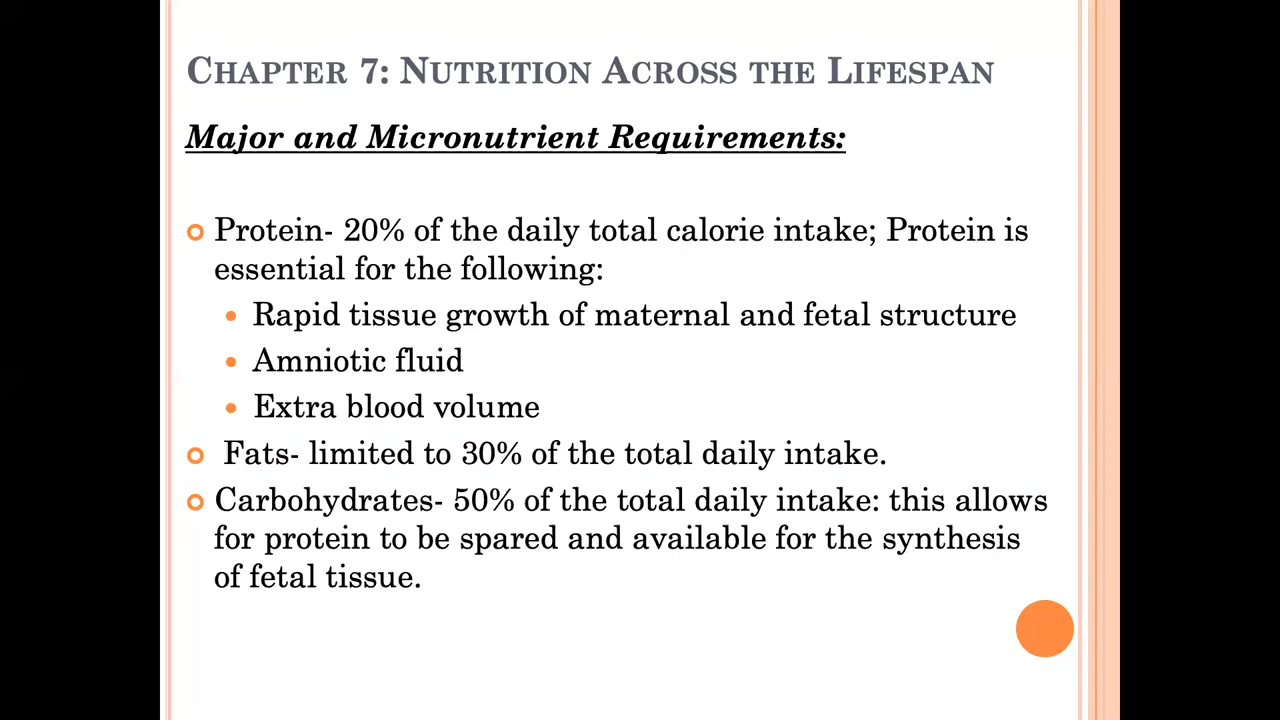 CHAPTER 7: NUTRITION ACROSS THE LIFESPAN
Major and Micronutrient Requirements:
Protein- 20% of the daily total calorie intake; Protein is
essential for the following:
Rapid tissue growth of maternal and fetal structure
Amniotic fluid
Extra blood volume
Fats- limited to 30% of the total daily intake.
Carbohydrates- 50% of the total daily intake: this allows
for protein to be spared and available for the synthesis
of fetal tissue.